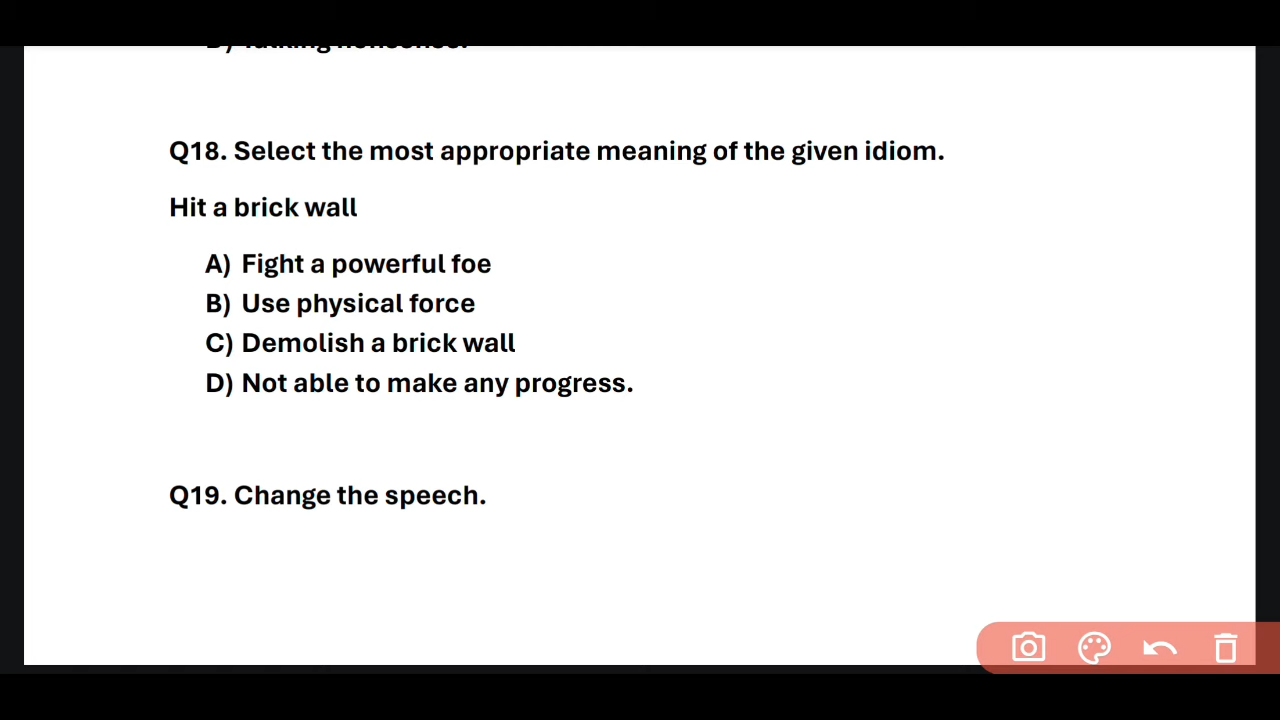 Q18. Select the most appropriate meaning of the given idiom.
Hit a brick wall
A) Fight a powerful foe
B) Use physical force
C) Demolish a brick wall
D) Not able to make any progress.
Q19. Change the speech.